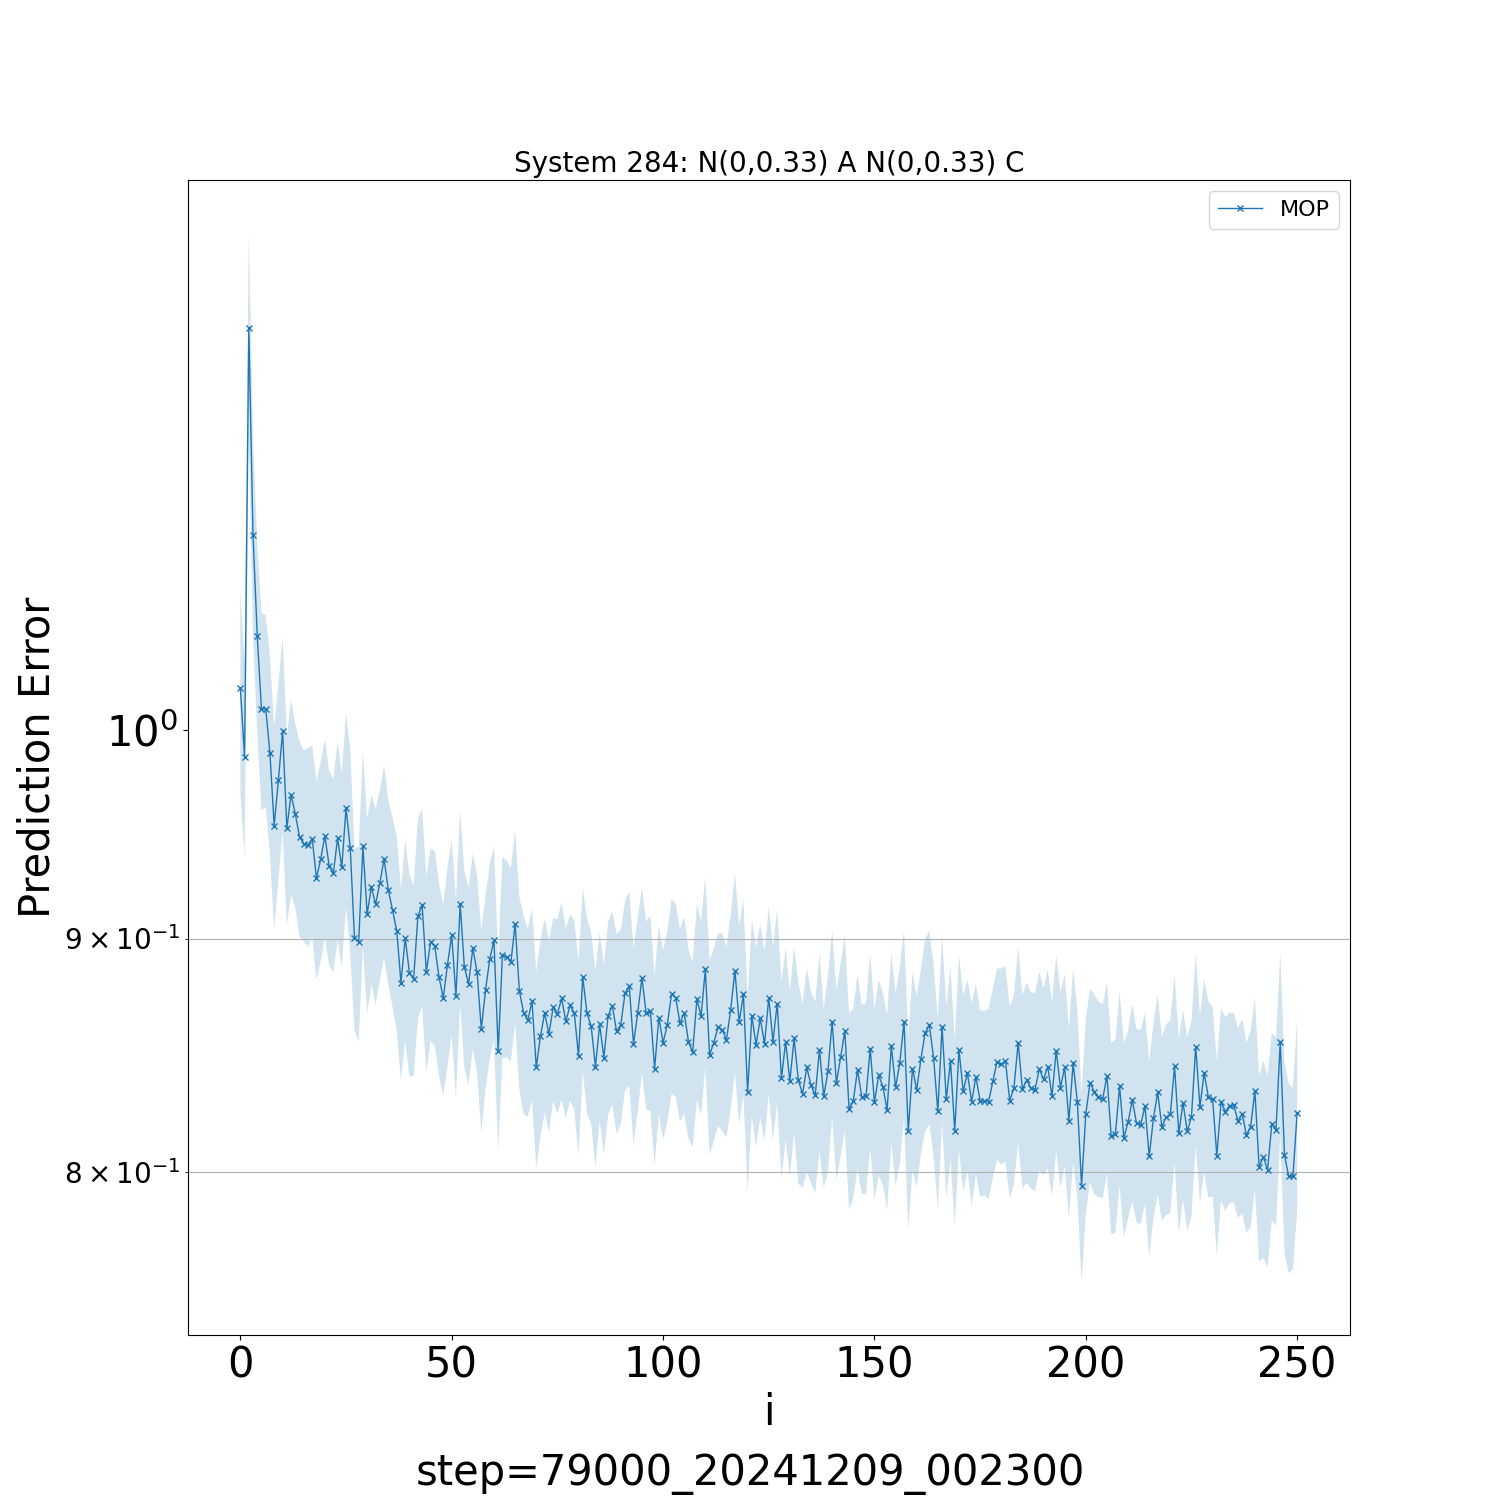 System 284: N(0,0.33) A N(0,0.33) C
MOP
Prediction Error
10⁰
9 × 10⁻¹
8 × 10⁻¹
0 50 100 150 200 250
i
step=79000_20241209_002300